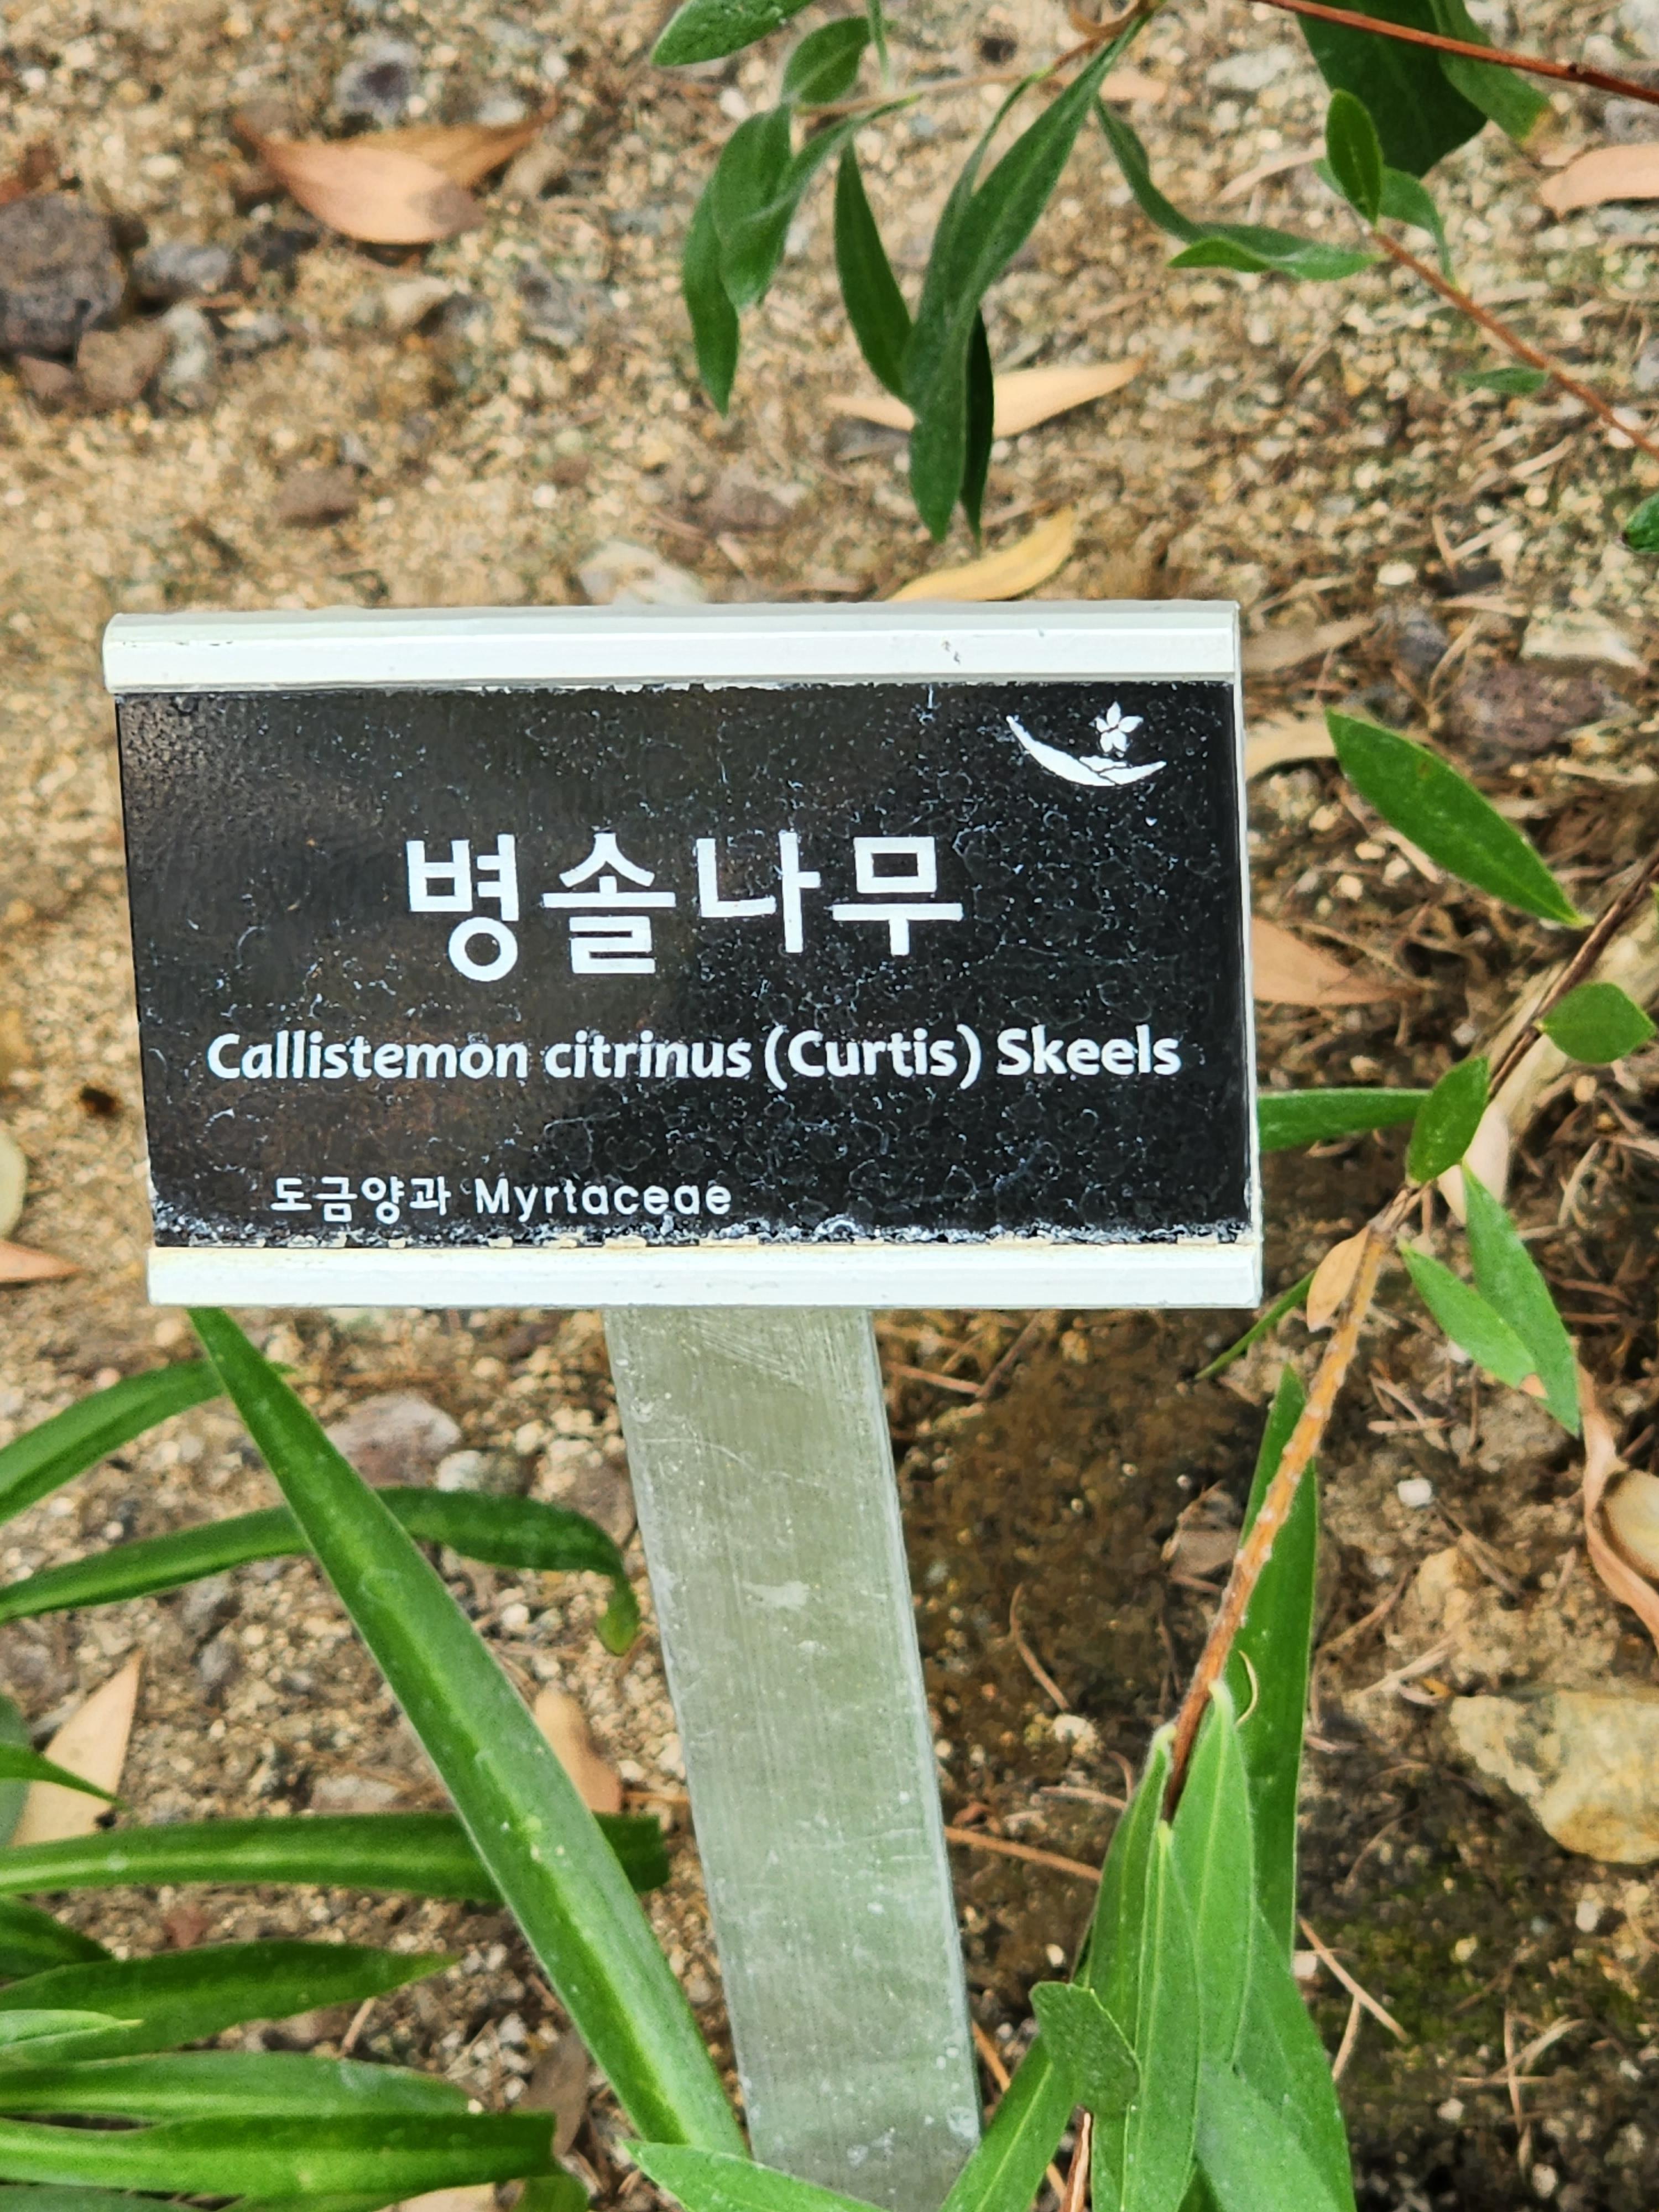 병솔나무
Callistemon citrinus (Curtis) Skeels
도금양과 Myrtaceae